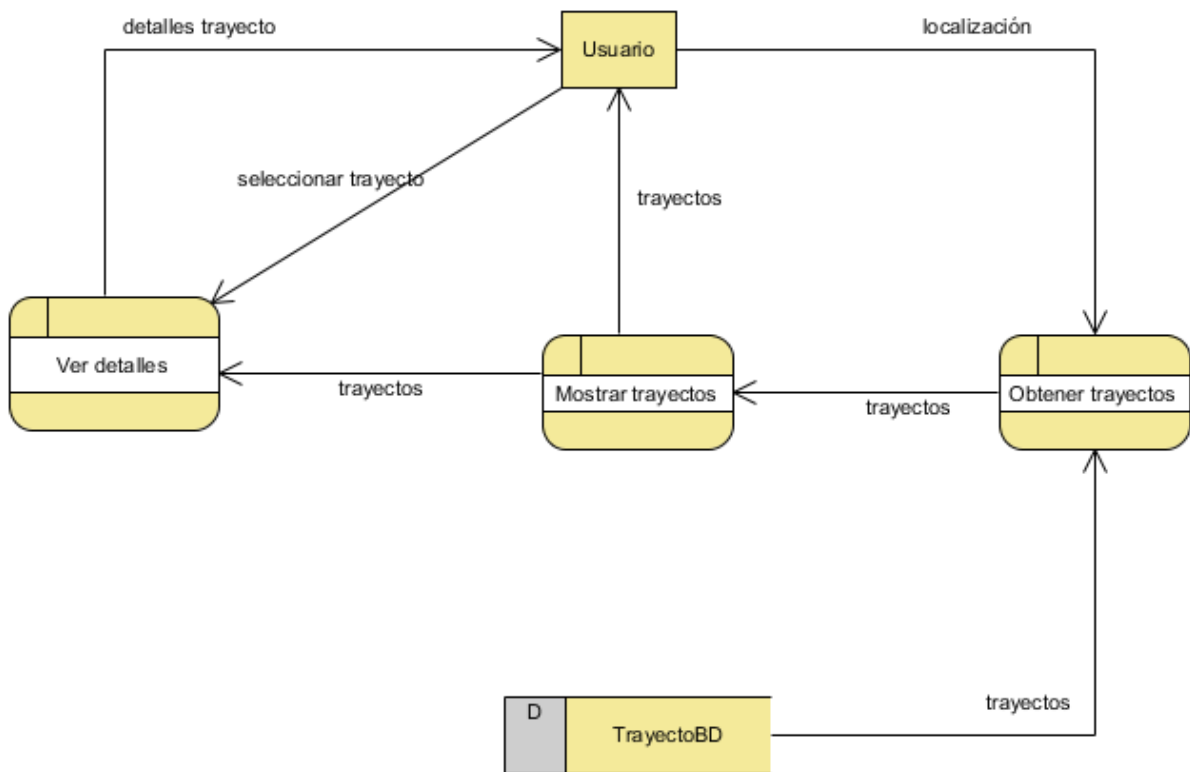 detalles trayecto
Usuario
localización
seleccionar trayecto
trayectos
Ver detalles
trayectos
Mostrar trayectos
trayectos
Obtener trayectos
trayectos
D
TrayectoBD